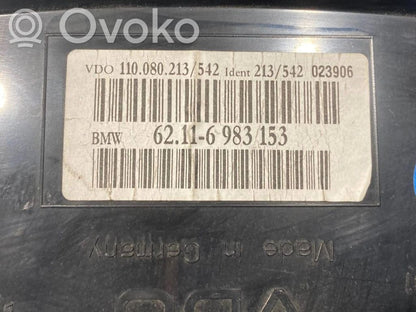 Ovoko
VDO 110.080.213/542 Ident 213/542 023906
BMW 62.11-6 983 153
Made in Germany
VDO